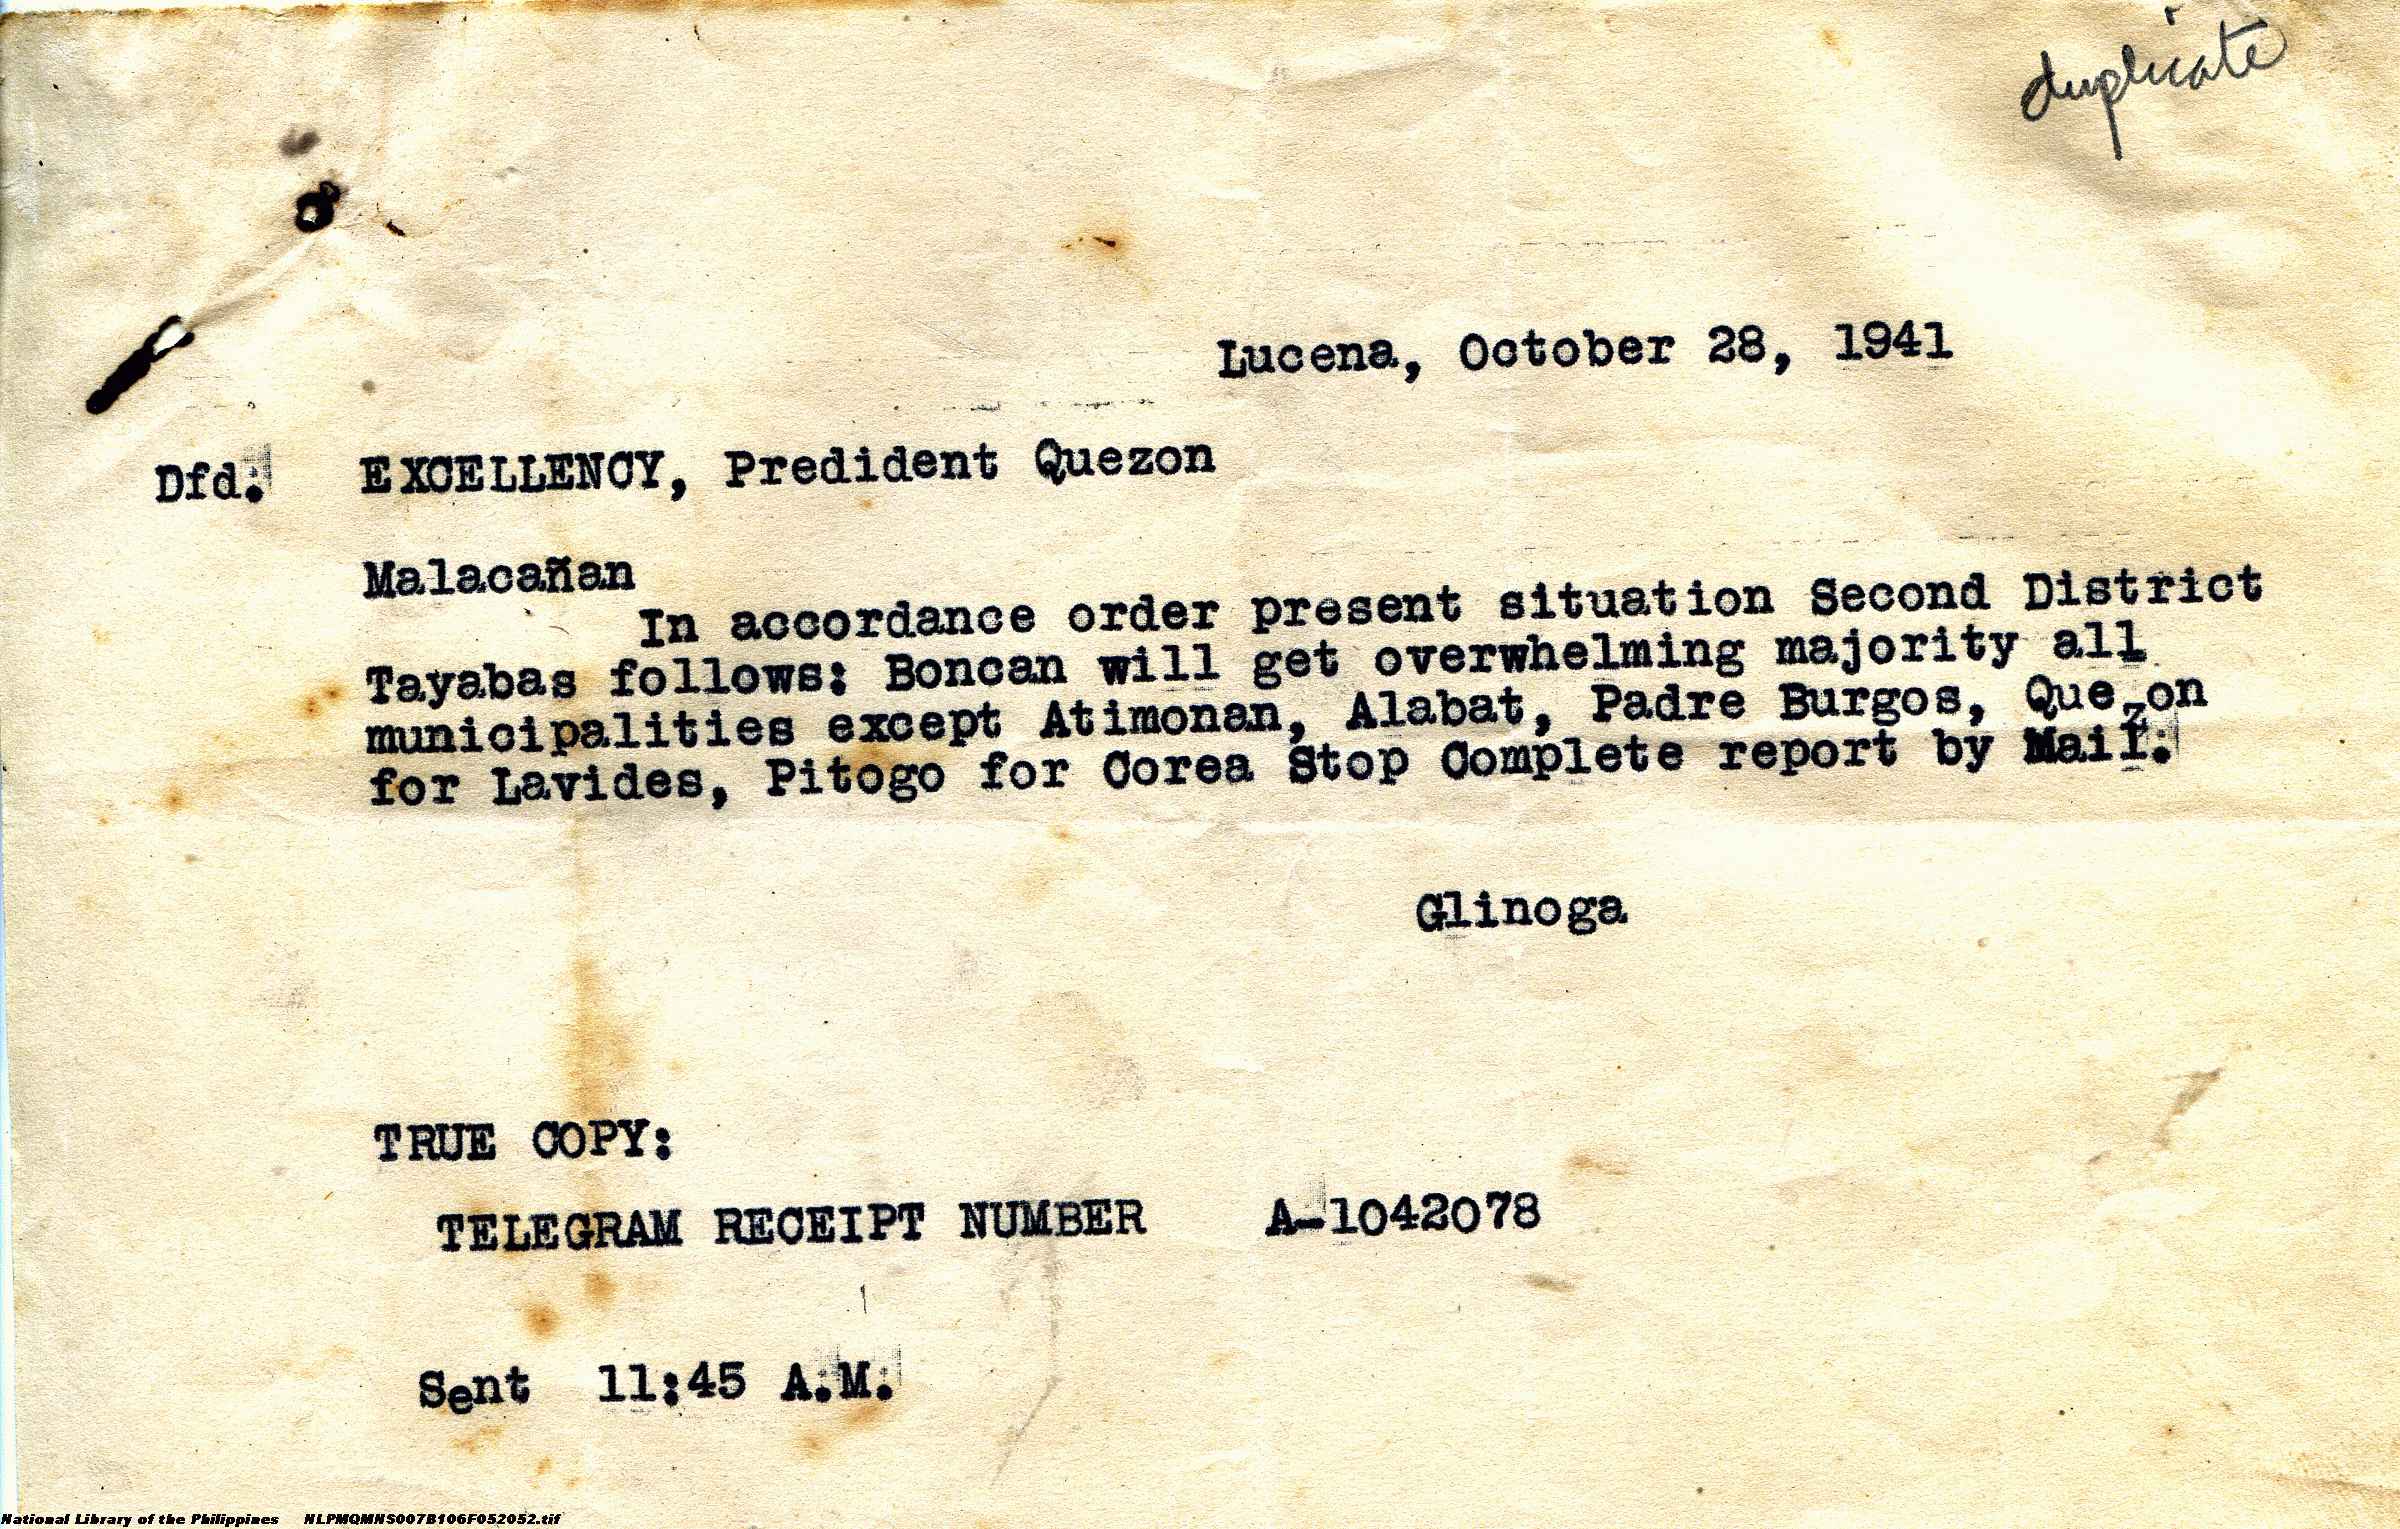 duplicate
Lucena, October 28, 1941
Dfd: EXCELLENCY, Predident Quezon
Malacañan
In accordance order present situation Second District
Tayabas follows: Boncan will get overwhelming majority all
municipalities except Atimonan, Alabat, Padre Burgos, Quezon
for Lavides, Pitogo for Corea Stop Complete report by Mail.
Glinoga
TRUE COPY:
TELEGRAM RECEIPT NUMBER A-1042078
Sent 11:45 A.M.
National Library of the Philippines NLPMQMNS007B106F052052.tif